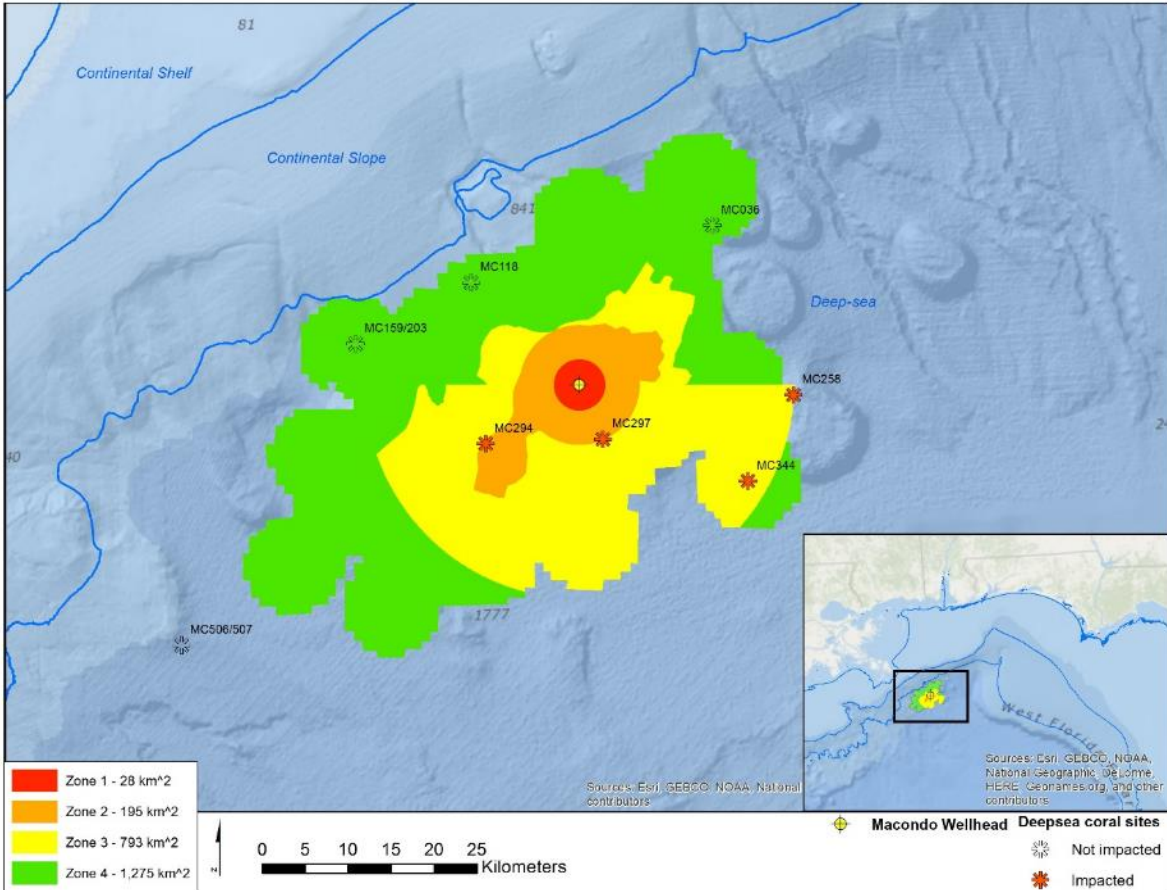 81
Continental Shelf
Continental Slope
841
MC036
MC118
Deep-sea
MC159/203
MC258
MC294
MC297
40
24
MC344
1777
MC506/507
West Florida
Sources: Esri, GEBCO, NOAA,
National Geographic, DeLorme,
HERE, Geonames.org, and other
contributors
Sources: Esri, GEBCO, NOAA, National
contributors
Zone 1 - 28 km^2
Zone 2 - 195 km^2
Zone 3 - 793 km^2
Zone 4 - 1,275 km^2
N
0 5 10 15 20 25
Kilometers
Macondo Wellhead
Deepsea coral sites
Not impacted
Impacted